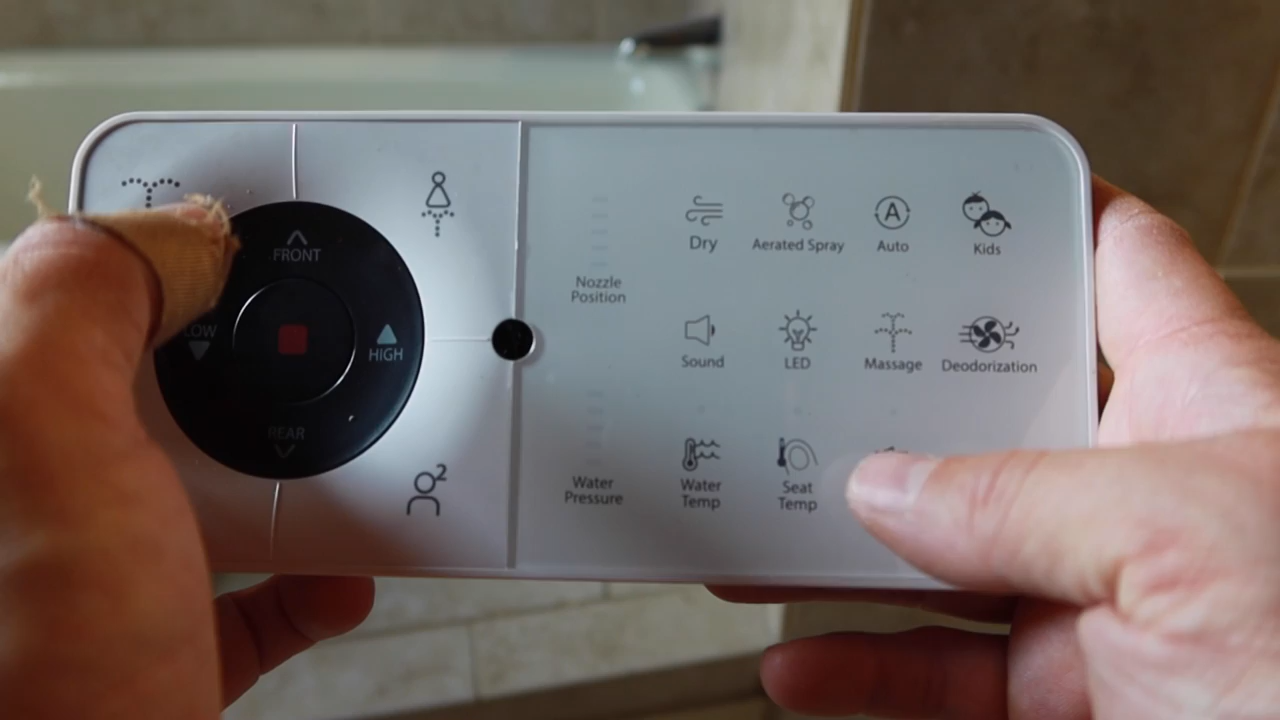 FRONT
LOW
HIGH
REAR
2
Nozzle
Position
Dry
Aerated Spray
A
Auto
Kids
Sound
LED
Massage
Deodorization
Water
Pressure
Water
Temp
Seat
Temp